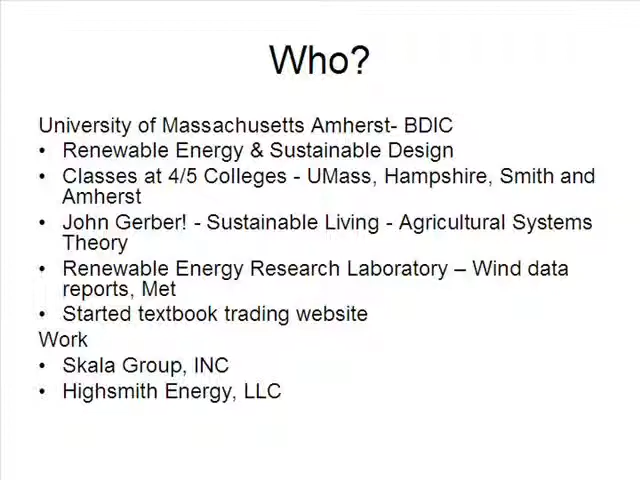 Who?
University of Massachusetts Amherst- BDIC
• Renewable Energy & Sustainable Design
• Classes at 4/5 Colleges - UMass, Hampshire, Smith and
Amherst
• John Gerber! - Sustainable Living - Agricultural Systems
Theory
• Renewable Energy Research Laboratory – Wind data
reports, Met
• Started textbook trading website
Work
• Skala Group, INC
• Highsmith Energy, LLC